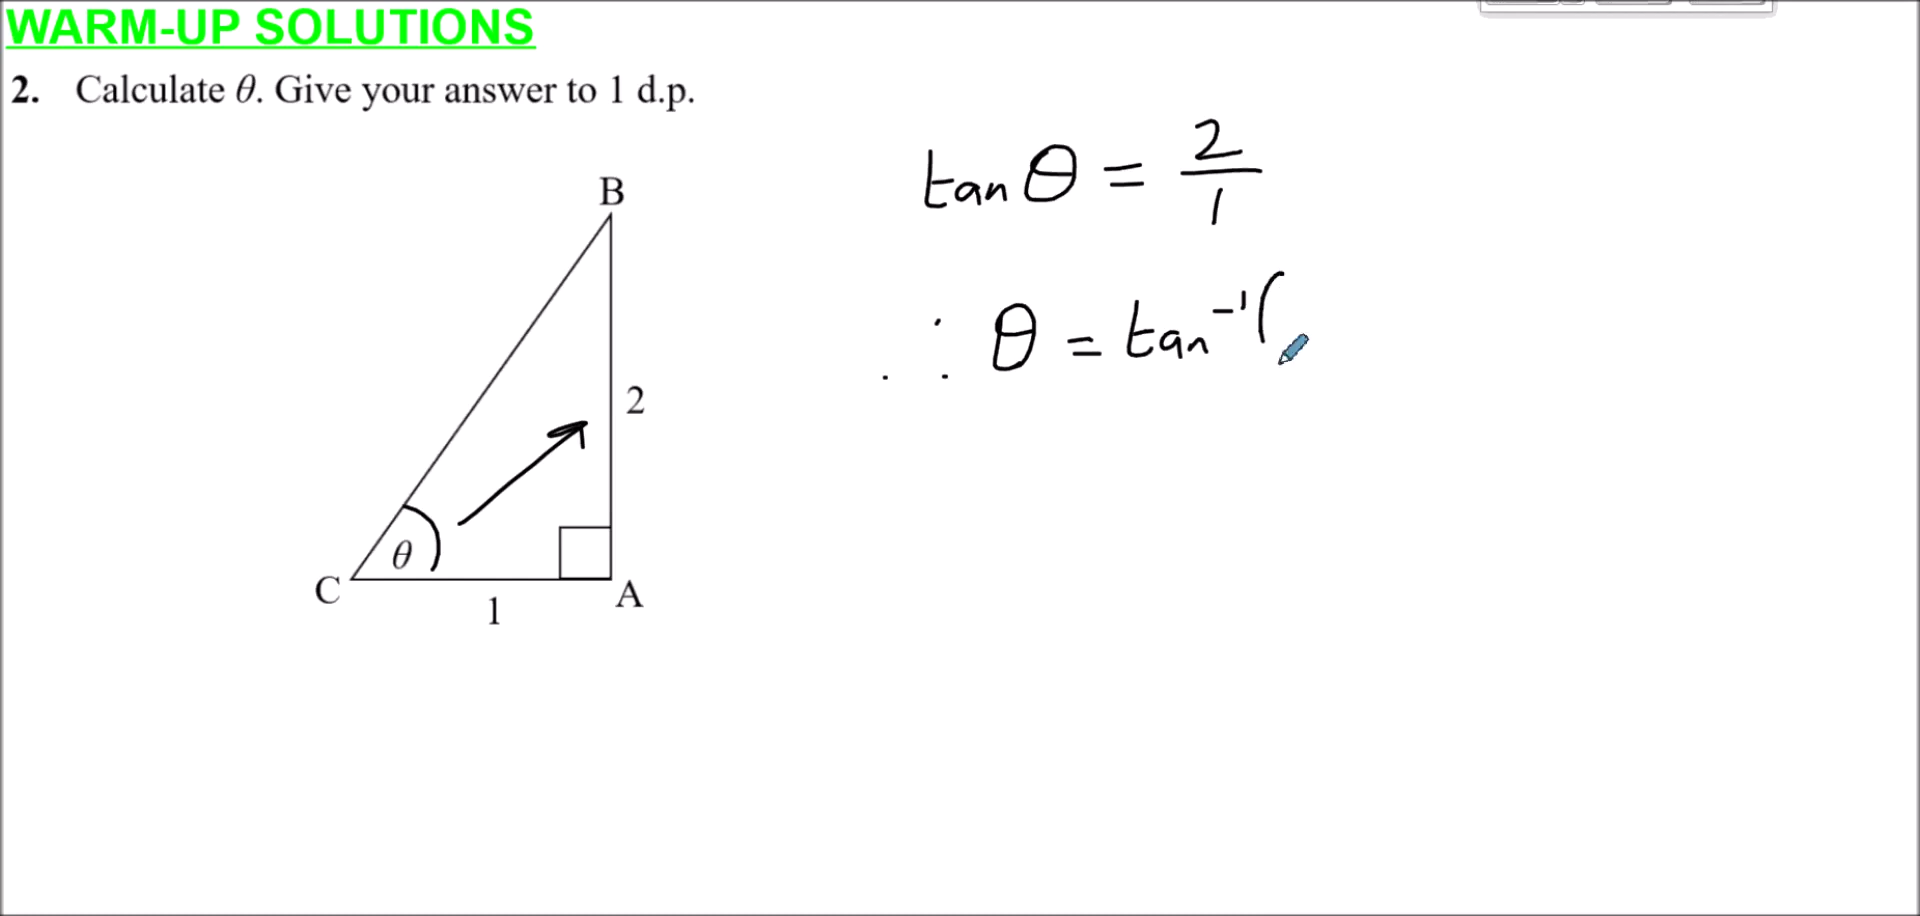 WARM-UP SOLUTIONS
2. Calculate θ. Give your answer to 1 d.p.
tan θ = 2/1
∴ θ = tan⁻¹(
B
2
θ
C
A
1